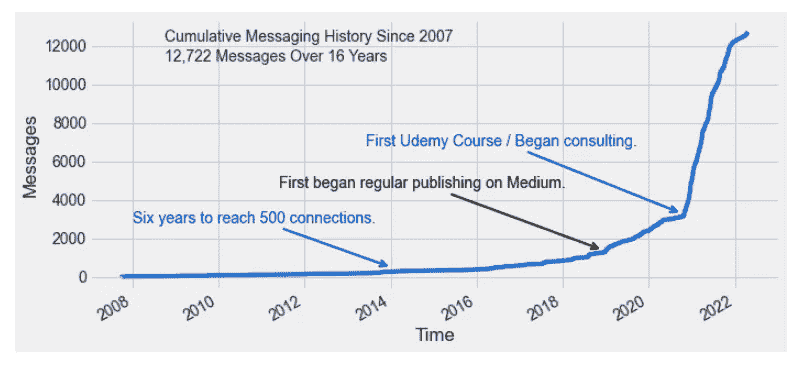 Cumulative Messaging History Since 2007
12,722 Messages Over 16 Years
12000
10000
8000
6000
4000
2000
0
Messages
First Udemy Course / Began consulting.
First began regular publishing on Medium.
Six years to reach 500 connections.
2008
2010
2012
2014
2016
2018
2020
2022
Time